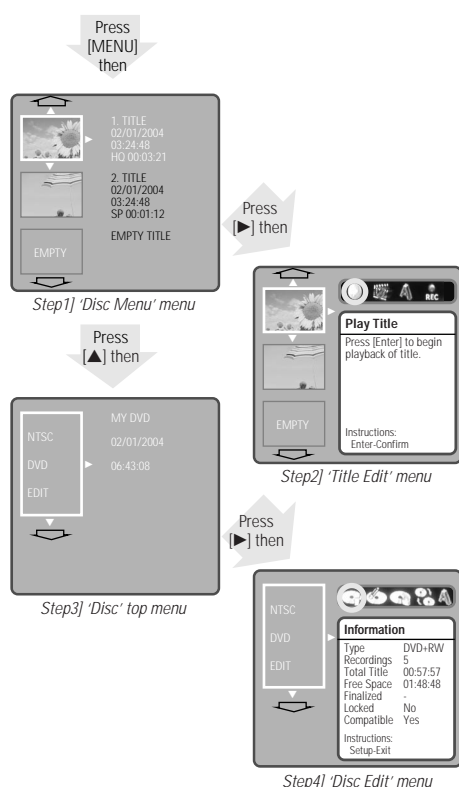 Press
[MENU]
then
1. TITLE
02/01/2004
03:24:48
HQ 00:03:21
2. TITLE
02/01/2004
03:24:48
SP 00:01:12
EMPTY
EMPTY TITLE
Step1] 'Disc Menu' menu
Press
[▶] then
A
REC
Play Title
Press [Enter] to begin
playback of title.
EMPTY
Instructions:
Enter-Confirm
Step2] 'Title Edit' menu
Press
[▲] then
NTSC
DVD
EDIT
MY DVD
02/01/2004
06:43:08
Step3] 'Disc' top menu
Press
[▶] then
NTSC
DVD
EDIT
A
Information
Type DVD+RW
Recordings 5
Total Title 00:57:57
Free Space 01:48:48
Finalized -
Locked No
Compatible Yes
Instructions:
Setup-Exit
Step4] 'Disc Edit' menu